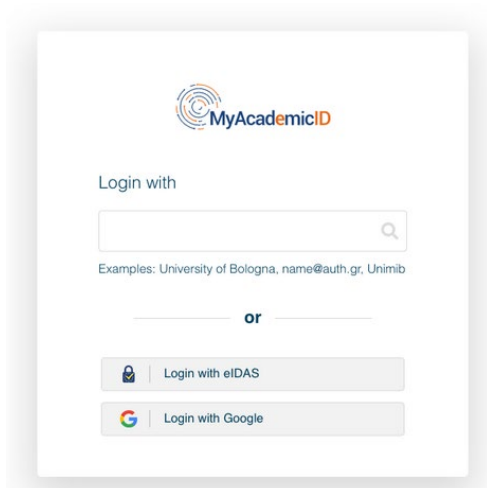 MyAcademicID
Login with
Examples: University of Bologna, name@auth.gr, Unimib
or
Login with eIDAS
Login with Google